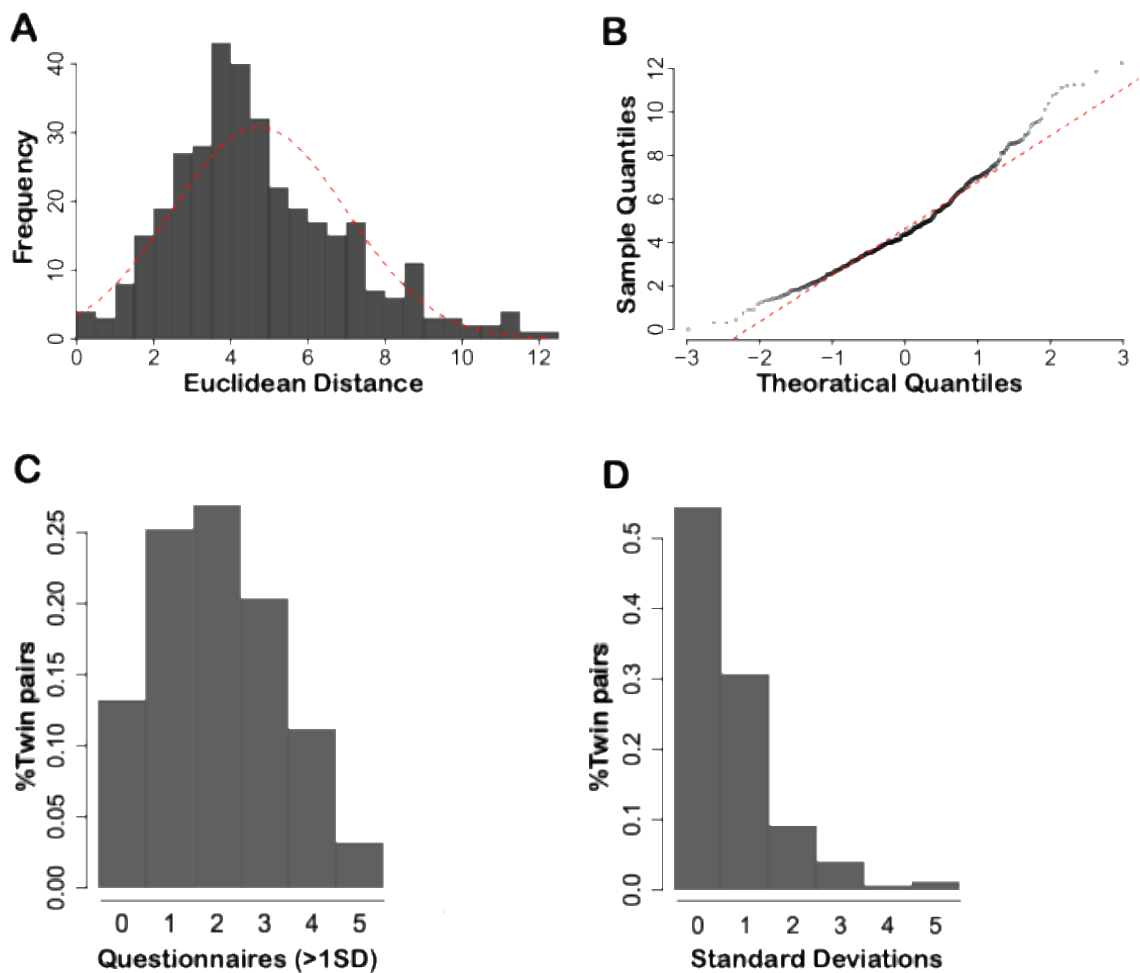 A
Frequency
40
30
20
10
0
0 2 4 6 8 10 12
Euclidean Distance
B
Sample Quantiles
12
10
8
6
4
2
0
−3 −2 −1 0 1 2 3
Theoratical Quantiles
C
%Twin pairs
0.25
0.20
0.15
0.10
0.05
0.00
0 1 2 3 4 5
Questionnaires (>1SD)
D
%Twin pairs
0.5
0.4
0.3
0.2
0.1
0.0
0 1 2 3 4 5
Standard Deviations